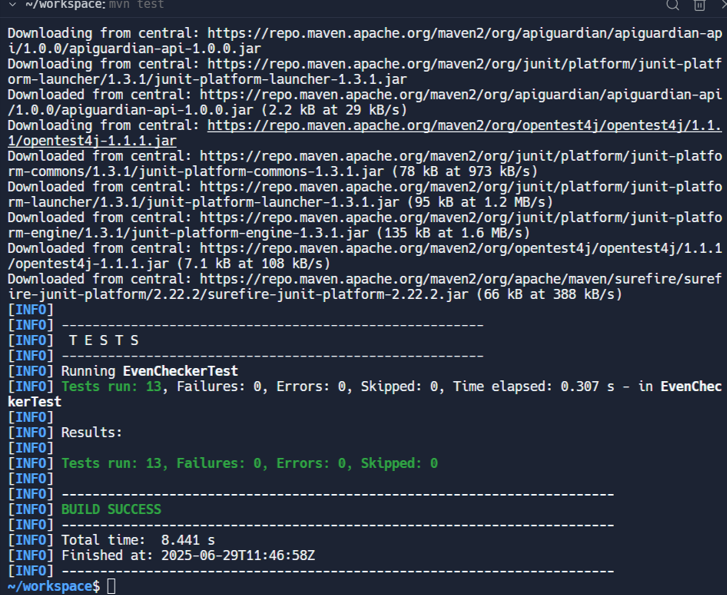 ~/workspace: mvn test
Downloading from central: https://repo.maven.apache.org/maven2/org/apiguardian/apiguardian-ap
i/1.0.0/apiguardian-api-1.0.0.jar
Downloading from central: https://repo.maven.apache.org/maven2/org/junit/platform/junit-platf
orm-launcher/1.3.1/junit-platform-launcher-1.3.1.jar
Downloaded from central: https://repo.maven.apache.org/maven2/org/apiguardian/apiguardian-api
/1.0.0/apiguardian-api-1.0.0.jar (2.2 kB at 29 kB/s)
Downloading from central: https://repo.maven.apache.org/maven2/org/opentest4j/opentest4j/1.1.
1/opentest4j-1.1.1.jar
Downloaded from central: https://repo.maven.apache.org/maven2/org/junit/platform/junit-platfo
rm-commons/1.3.1/junit-platform-commons-1.3.1.jar (78 kB at 973 kB/s)
Downloaded from central: https://repo.maven.apache.org/maven2/org/junit/platform/junit-platfo
rm-launcher/1.3.1/junit-platform-launcher-1.3.1.jar (95 kB at 1.2 MB/s)
Downloaded from central: https://repo.maven.apache.org/maven2/org/junit/platform/junit-platfo
rm-engine/1.3.1/junit-platform-engine-1.3.1.jar (135 kB at 1.6 MB/s)
Downloaded from central: https://repo.maven.apache.org/maven2/org/opentest4j/opentest4j/1.1.1
/opentest4j-1.1.1.jar (7.1 kB at 108 kB/s)
Downloaded from central: https://repo.maven.apache.org/maven2/org/apache/maven/surefire/suref
ire-junit-platform/2.22.2/surefire-junit-platform-2.22.2.jar (66 kB at 388 kB/s)
[INFO]
[INFO] -------------------------------------------------------
[INFO]  T E S T S
[INFO] -------------------------------------------------------
[INFO] Running EvenCheckerTest
[INFO] Tests run: 13, Failures: 0, Errors: 0, Skipped: 0, Time elapsed: 0.307 s - in EvenChec
kerTest
[INFO]
[INFO] Results:
[INFO]
[INFO] Tests run: 13, Failures: 0, Errors: 0, Skipped: 0
[INFO]
[INFO] ------------------------------------------------------------------------
[INFO] BUILD SUCCESS
[INFO] ------------------------------------------------------------------------
[INFO] Total time:  8.441 s
[INFO] Finished at: 2025-06-29T11:46:58Z
[INFO] ------------------------------------------------------------------------
~/workspace$